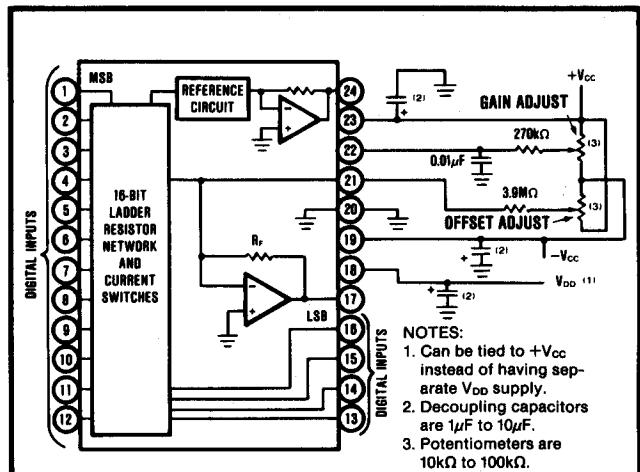 MSB
1
2
3
4
5
6
7
8
9
10
11
12
DIGITAL INPUTS
16-BIT
LADDER
RESISTOR
NETWORK
AND
CURRENT
SWITCHES
REFERENCE
CIRCUIT
−
+
RF
−
+
LSB
24
23
22
21
20
19
18
17
16
15
14
13
DIGITAL INPUTS
(2)
+
+VCC
GAIN ADJUST
270kΩ
(3)
0.01μF
3.9MΩ
(3)
OFFSET ADJUST
+
(2)
−VCC
VDD (1)
+
(2)
NOTES:
1. Can be tied to +VCC
instead of having sep-
arate VDD supply.
2. Decoupling capacitors
are 1μF to 10μF.
3. Potentiometers are
10kΩ to 100kΩ.